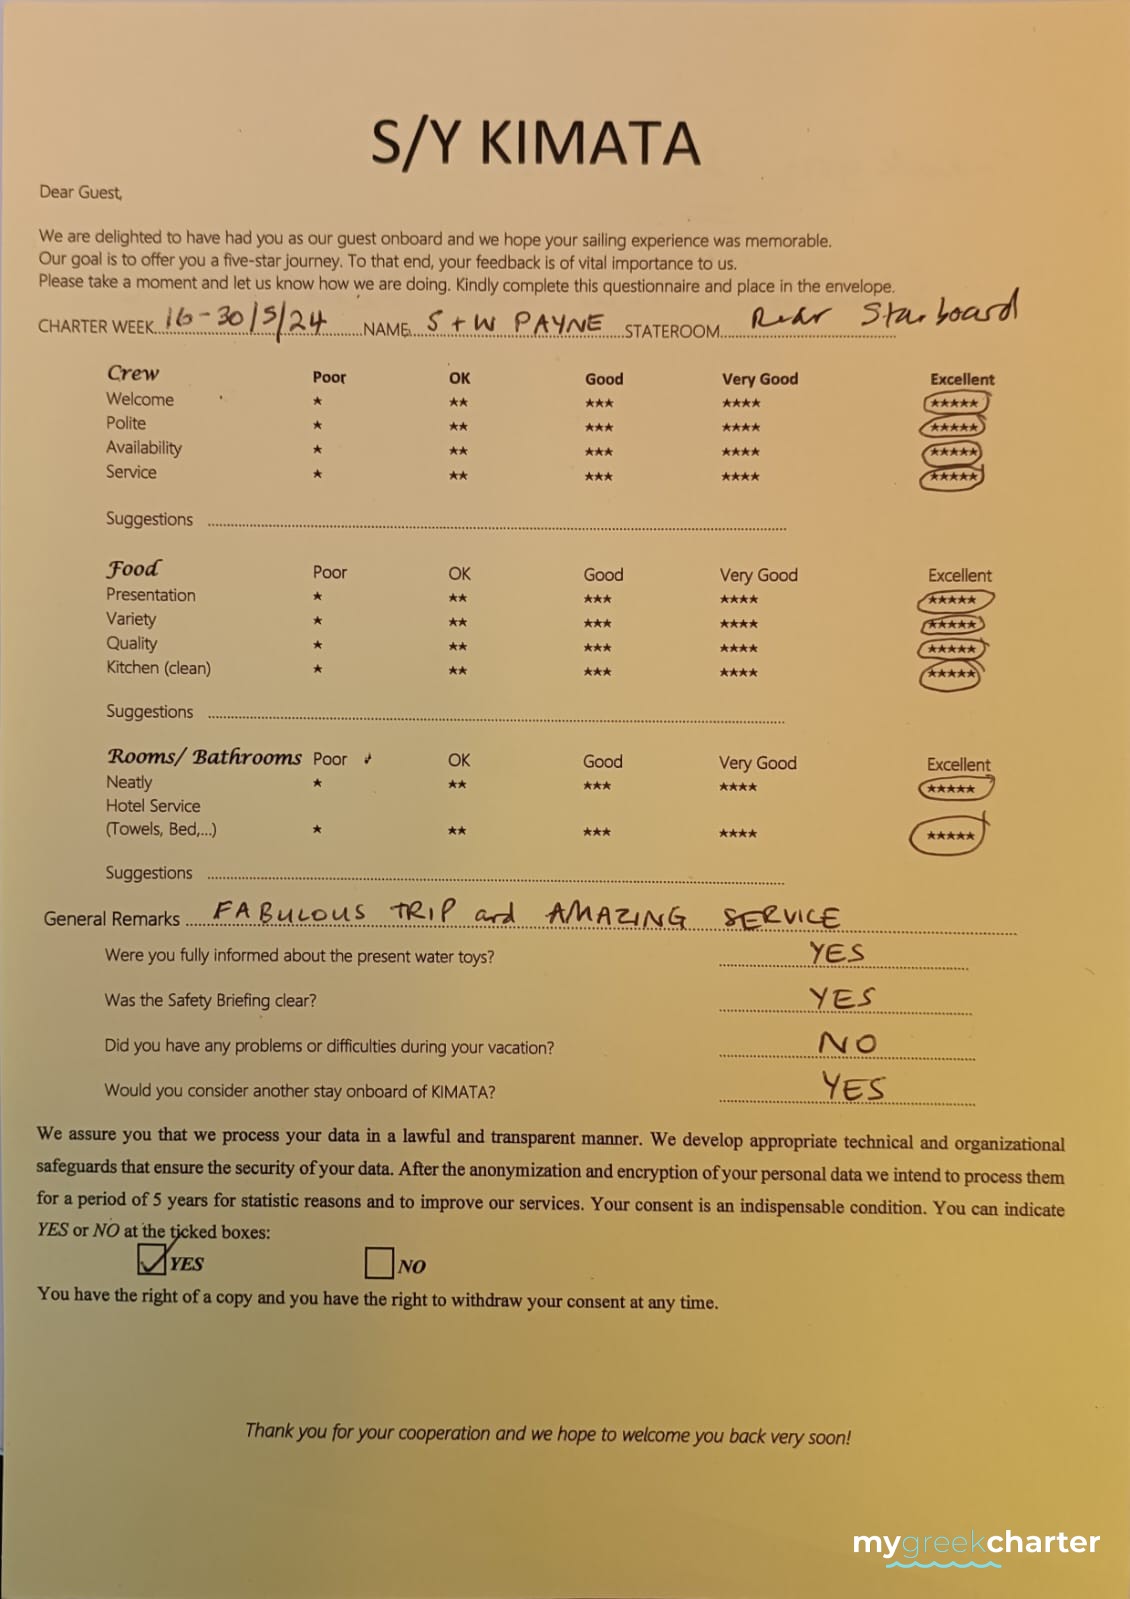 S/Y KIMATA
Dear Guest,
We are delighted to have had you as our guest onboard and we hope your sailing experience was memorable.
Our goal is to offer you a five-star journey. To that end, your feedback is of vital importance to us.
Please take a moment and let us know how we are doing. Kindly complete this questionnaire and place in the envelope.
CHARTER WEEK 16-30/5/24 NAME S + W PAYNE STATEROOM Rear Starboard
Crew Poor OK Good Very Good Excellent
Welcome ★ ★★ ★★★ ★★★★ ★★★★★
Polite ★ ★★ ★★★ ★★★★ ★★★★★
Availability ★ ★★ ★★★ ★★★★ ★★★★★
Service ★ ★★ ★★★ ★★★★ ★★★★★
Suggestions
Food Poor OK Good Very Good Excellent
Presentation ★ ★★ ★★★ ★★★★ ★★★★★
Variety ★ ★★ ★★★ ★★★★ ★★★★★
Quality ★ ★★ ★★★ ★★★★ ★★★★★
Kitchen (clean) ★ ★★ ★★★ ★★★★ ★★★★★
Suggestions
Rooms/ Bathrooms Poor OK Good Very Good Excellent
Neatly ★ ★★ ★★★ ★★★★ ★★★★★
Hotel Service
(Towels, Bed,...) ★ ★★ ★★★ ★★★★ ★★★★★
Suggestions
General Remarks FABULOUS TRIP and AMAZING SERVICE
Were you fully informed about the present water toys? YES
Was the Safety Briefing clear? YES
Did you have any problems or difficulties during your vacation? NO
Would you consider another stay onboard of KIMATA? YES
We assure you that we process your data in a lawful and transparent manner. We develop appropriate technical and organizational
safeguards that ensure the security of your data. After the anonymization and encryption of your personal data we intend to process them
for a period of 5 years for statistic reasons and to improve our services. Your consent is an indispensable condition. You can indicate
YES or NO at the ticked boxes:
YES NO
You have the right of a copy and you have the right to withdraw your consent at any time.
Thank you for your cooperation and we hope to welcome you back very soon!
mygreekcharter